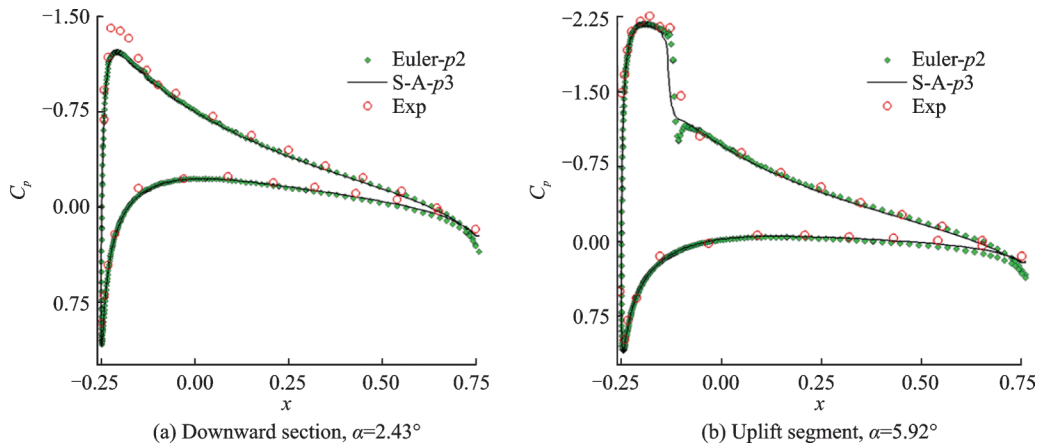 −1.50
−0.75
0.00
0.75
C_p
−0.25
0.00
0.25
0.50
0.75
x
Euler-p2
S-A-p3
Exp
(a) Downward section, α=2.43°
−2.25
−1.50
−0.75
0.00
0.75
C_p
−0.25
0.00
0.25
0.50
0.75
x
Euler-p2
S-A-p3
Exp
(b) Uplift segment, α=5.92°